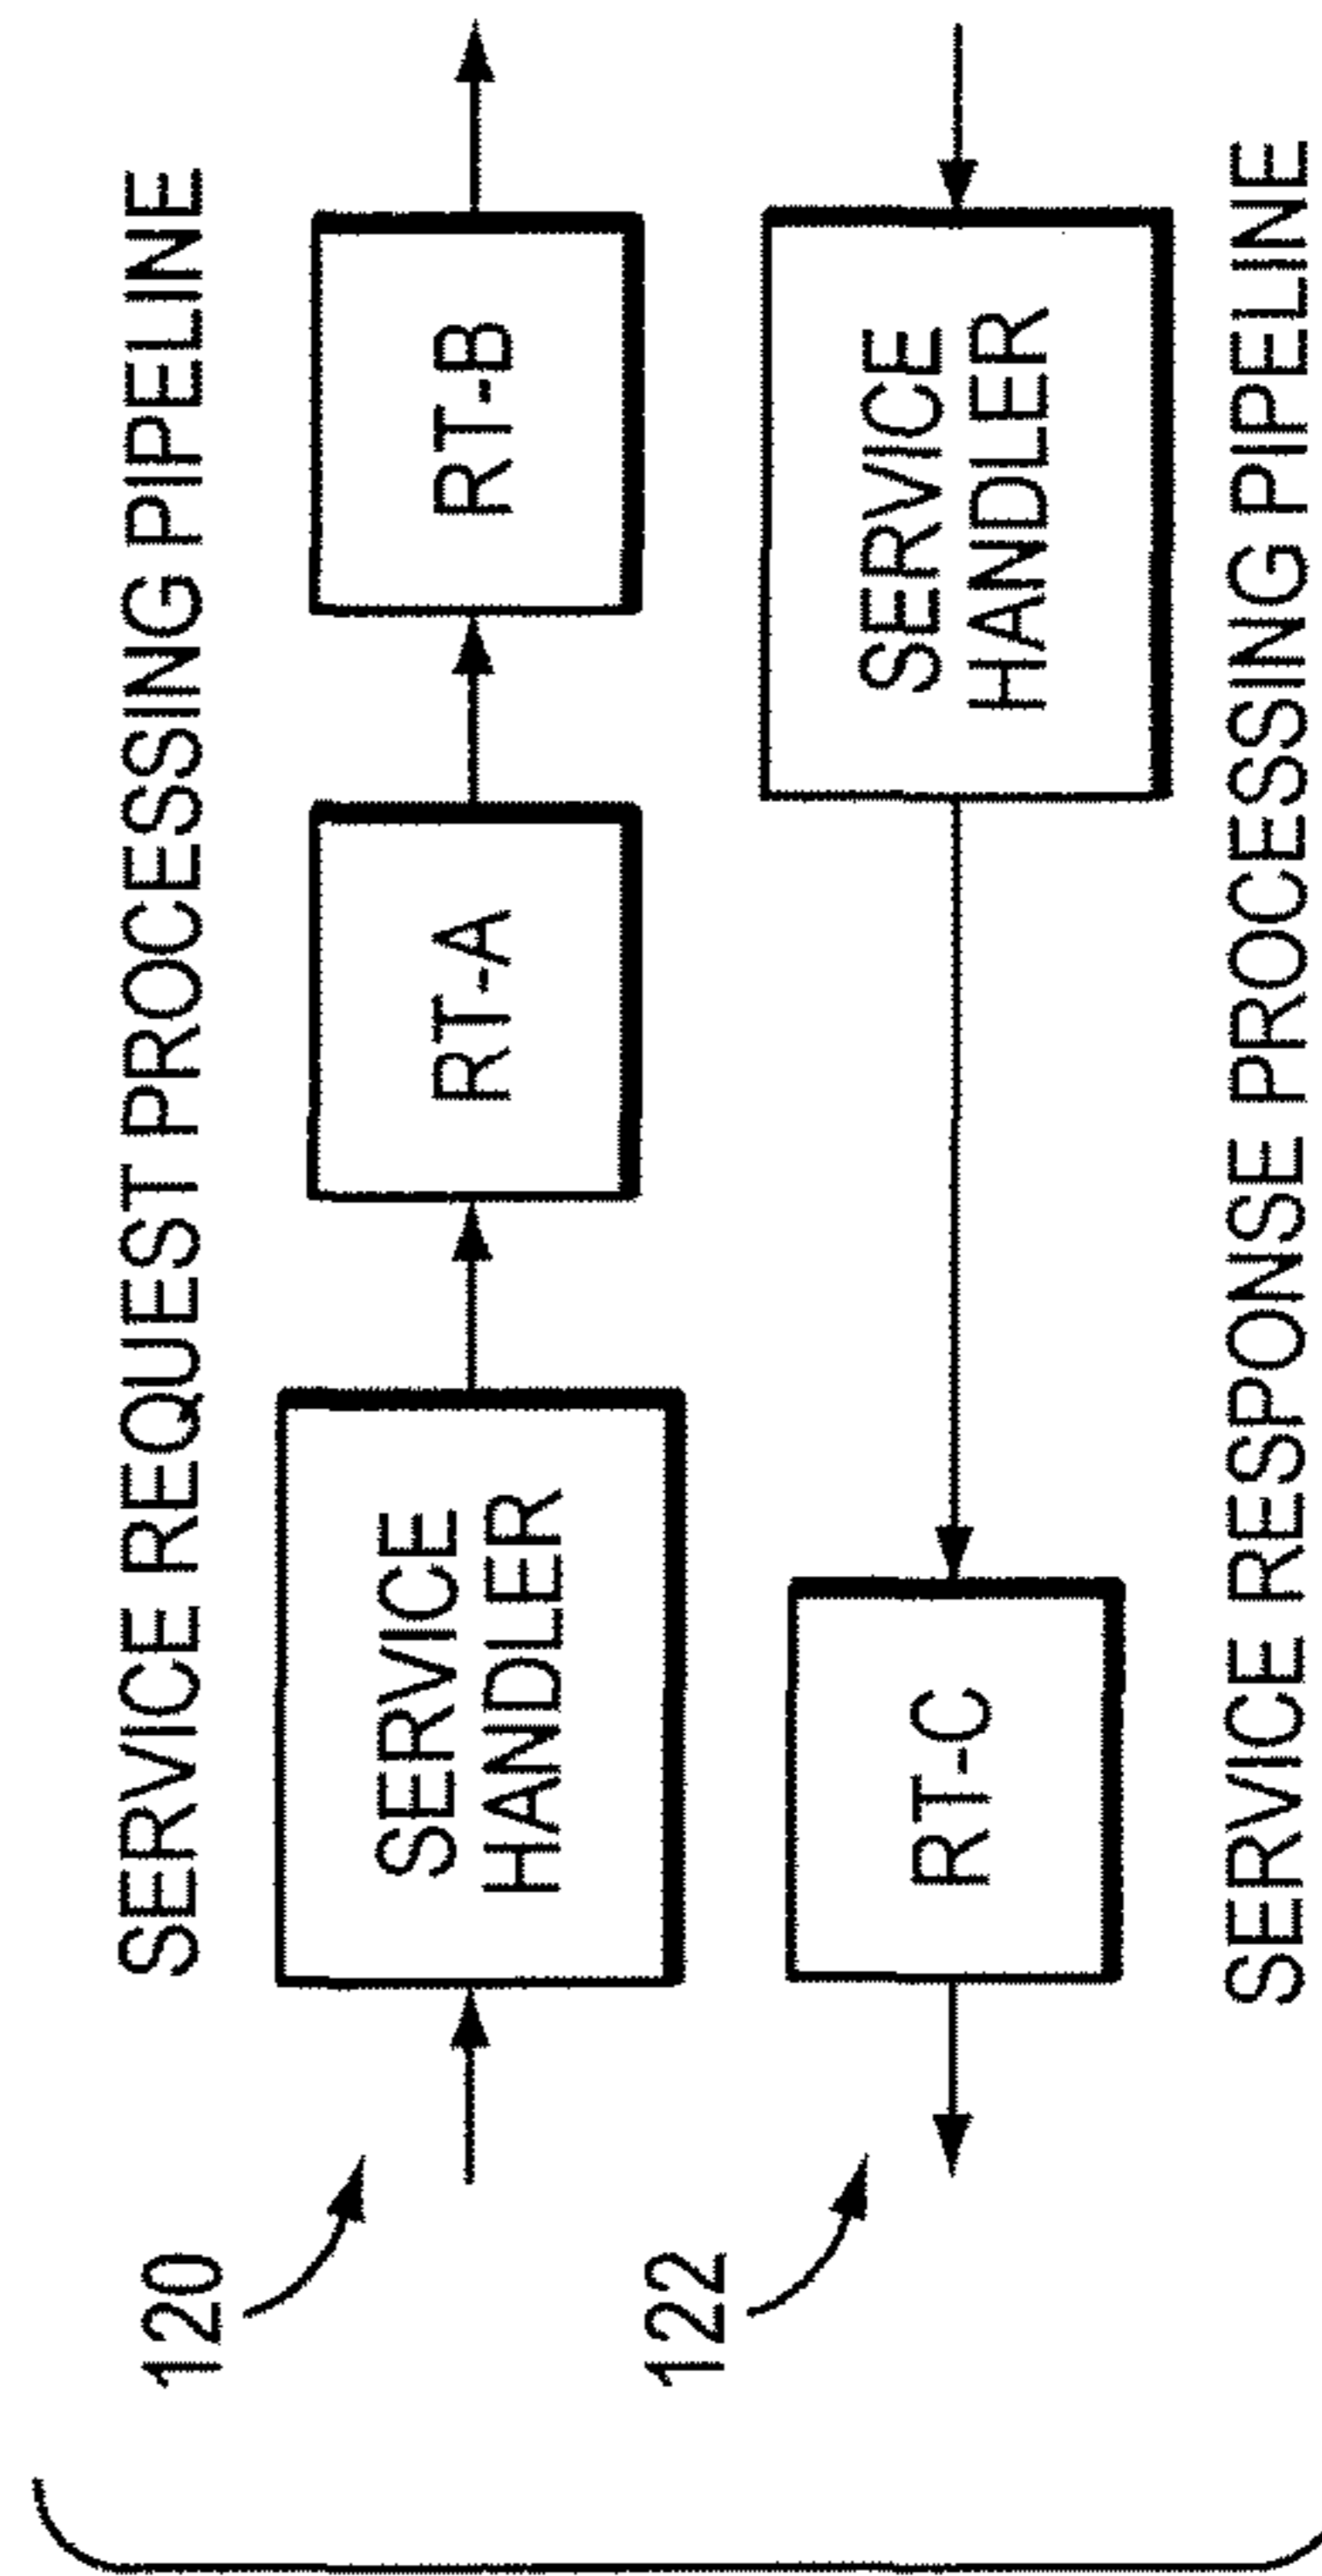 SERVICE REQUEST PROCESSING PIPELINE
120
SERVICE
HANDLER
RT-A
RT-B
122
RT-C
SERVICE
HANDLER
SERVICE RESPONSE PROCESSING PIPELINE